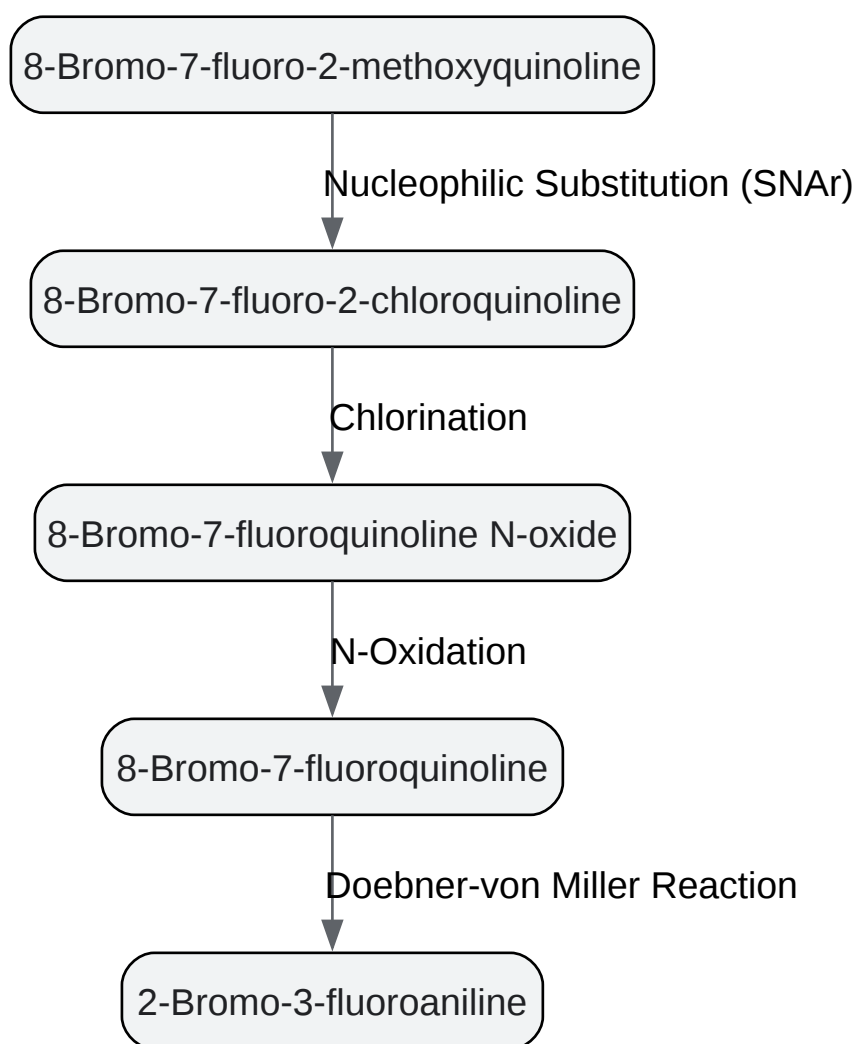 8-Bromo-7-fluoro-2-methoxyquinoline
Nucleophilic Substitution (SNAr)
8-Bromo-7-fluoro-2-chloroquinoline
Chlorination
8-Bromo-7-fluoroquinoline N-oxide
N-Oxidation
8-Bromo-7-fluoroquinoline
Doebner-von Miller Reaction
2-Bromo-3-fluoroaniline